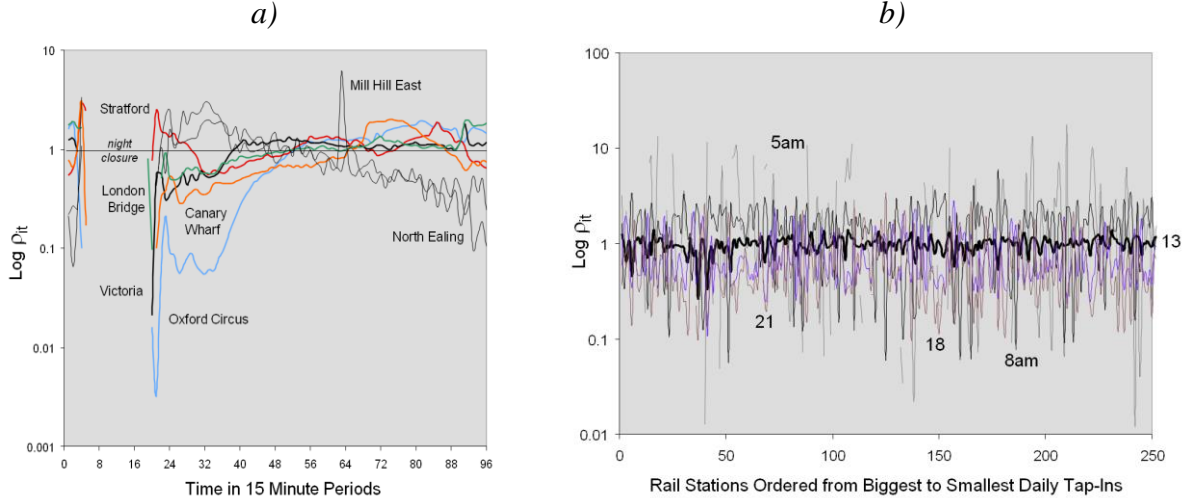 a)
10
1
0.1
0.01
0.001
Log ρit
Stratford
night
closure
London
Bridge
Victoria
Canary
Wharf
Oxford Circus
Mill Hill East
North Ealing
0 8 16 24 32 40 48 56 64 72 80 88 96
Time in 15 Minute Periods
b)
100
10
1
0.1
0.01
Log ρit
5am
13
21
18
8am
0 50 100 150 200 250
Rail Stations Ordered from Biggest to Smallest Daily Tap-Ins